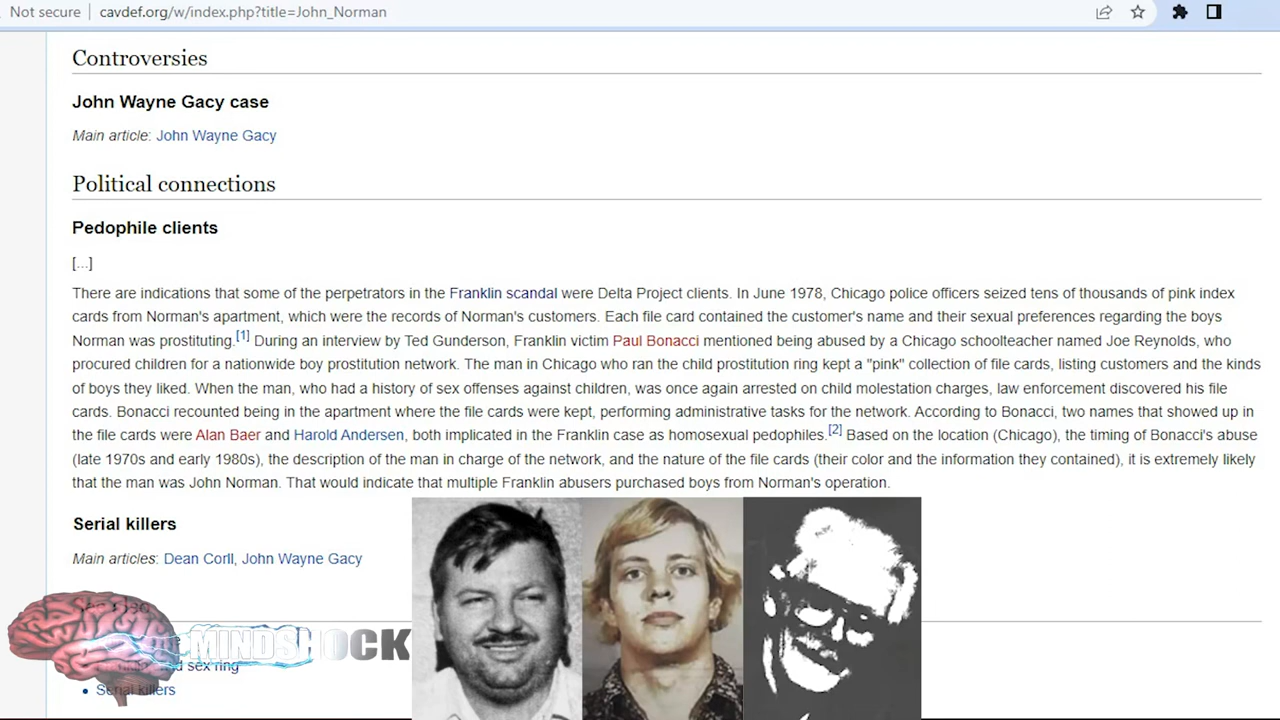 Not secure
cavdef.org/w/index.php?title=John_Norman
Controversies
John Wayne Gacy case
Main article: John Wayne Gacy
Political connections
Pedophile clients
[...]
There are indications that some of the perpetrators in the Franklin scandal were Delta Project clients. In June 1978, Chicago police officers seized tens of thousands of pink index
cards from Norman's apartment, which were the records of Norman's customers. Each file card contained the customer's name and their sexual preferences regarding the boys
Norman was prostituting.[1] During an interview by Ted Gunderson, Franklin victim Paul Bonacci mentioned being abused by a Chicago schoolteacher named Joe Reynolds, who
procured children for a nationwide boy prostitution network. The man in Chicago who ran the child prostitution ring kept a "pink" collection of file cards, listing customers and the kinds
of boys they liked. When the man, who had a history of sex offenses against children, was once again arrested on child molestation charges, law enforcement discovered his file
cards. Bonacci recounted being in the apartment where the file cards were kept, performing administrative tasks for the network. According to Bonacci, two names that showed up in
the file cards were Alan Baer and Harold Andersen, both implicated in the Franklin case as homosexual pedophiles.[2] Based on the location (Chicago), the timing of Bonacci's abuse
(late 1970s and early 1980s), the description of the man in charge of the network, and the nature of the file cards (their color and the information they contained), it is extremely likely
that the man was John Norman. That would indicate that multiple Franklin abusers purchased boys from Norman's operation.
Serial killers
Main articles: Dean Corll, John Wayne Gacy
MINDSHOCK
sex ring
Serial killers